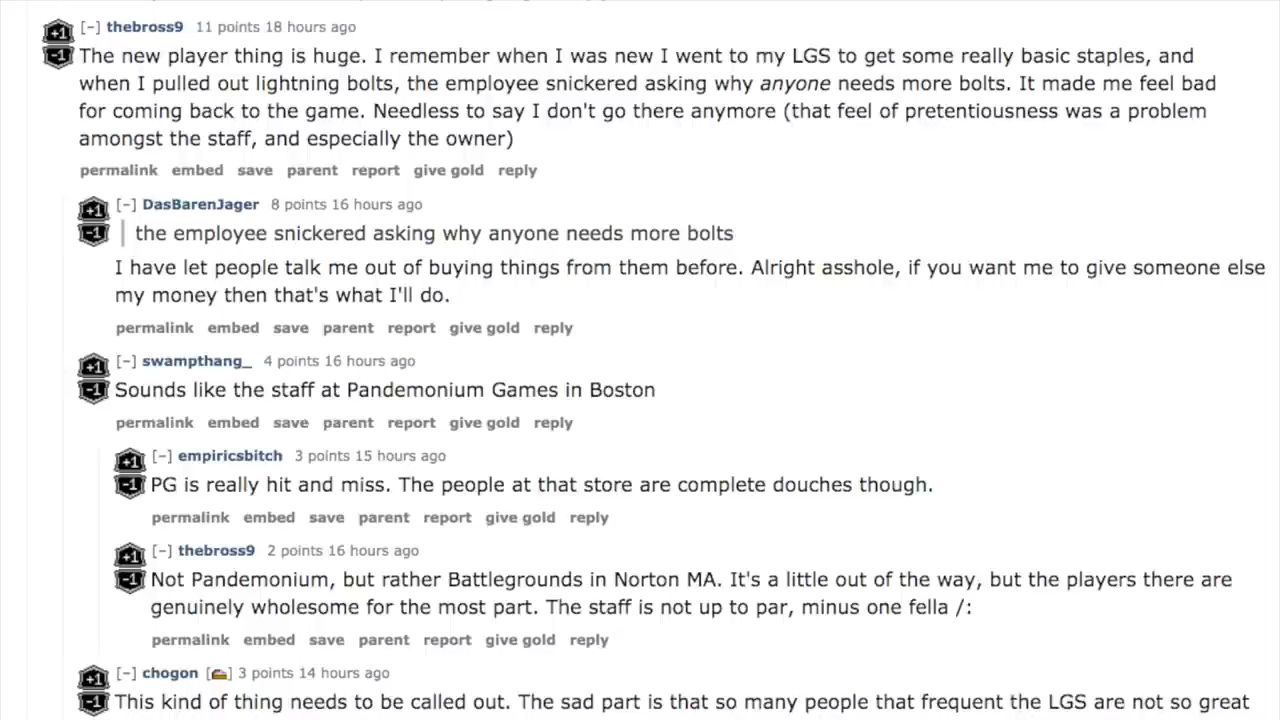 [-] thebross9 11 points 18 hours ago
+1
-1
The new player thing is huge. I remember when I was new I went to my LGS to get some really basic staples, and
when I pulled out lightning bolts, the employee snickered asking why anyone needs more bolts. It made me feel bad
for coming back to the game. Needless to say I don't go there anymore (that feel of pretentiousness was a problem
amongst the staff, and especially the owner)
permalink embed save parent report give gold reply
[-] DasBarenJager 8 points 16 hours ago
+1
-1
the employee snickered asking why anyone needs more bolts
I have let people talk me out of buying things from them before. Alright asshole, if you want me to give someone else
my money then that's what I'll do.
permalink embed save parent report give gold reply
[-] swampthang_ 4 points 16 hours ago
+1
-1
Sounds like the staff at Pandemonium Games in Boston
permalink embed save parent report give gold reply
[-] empiricsbitch 3 points 15 hours ago
+1
-1
PG is really hit and miss. The people at that store are complete douches though.
permalink embed save parent report give gold reply
[-] thebross9 2 points 16 hours ago
+1
-1
Not Pandemonium, but rather Battlegrounds in Norton MA. It's a little out of the way, but the players there are
genuinely wholesome for the most part. The staff is not up to par, minus one fella /:
permalink embed save parent report give gold reply
[-] chogon [🍰] 3 points 14 hours ago
+1
-1
This kind of thing needs to be called out. The sad part is that so many people that frequent the LGS are not so great